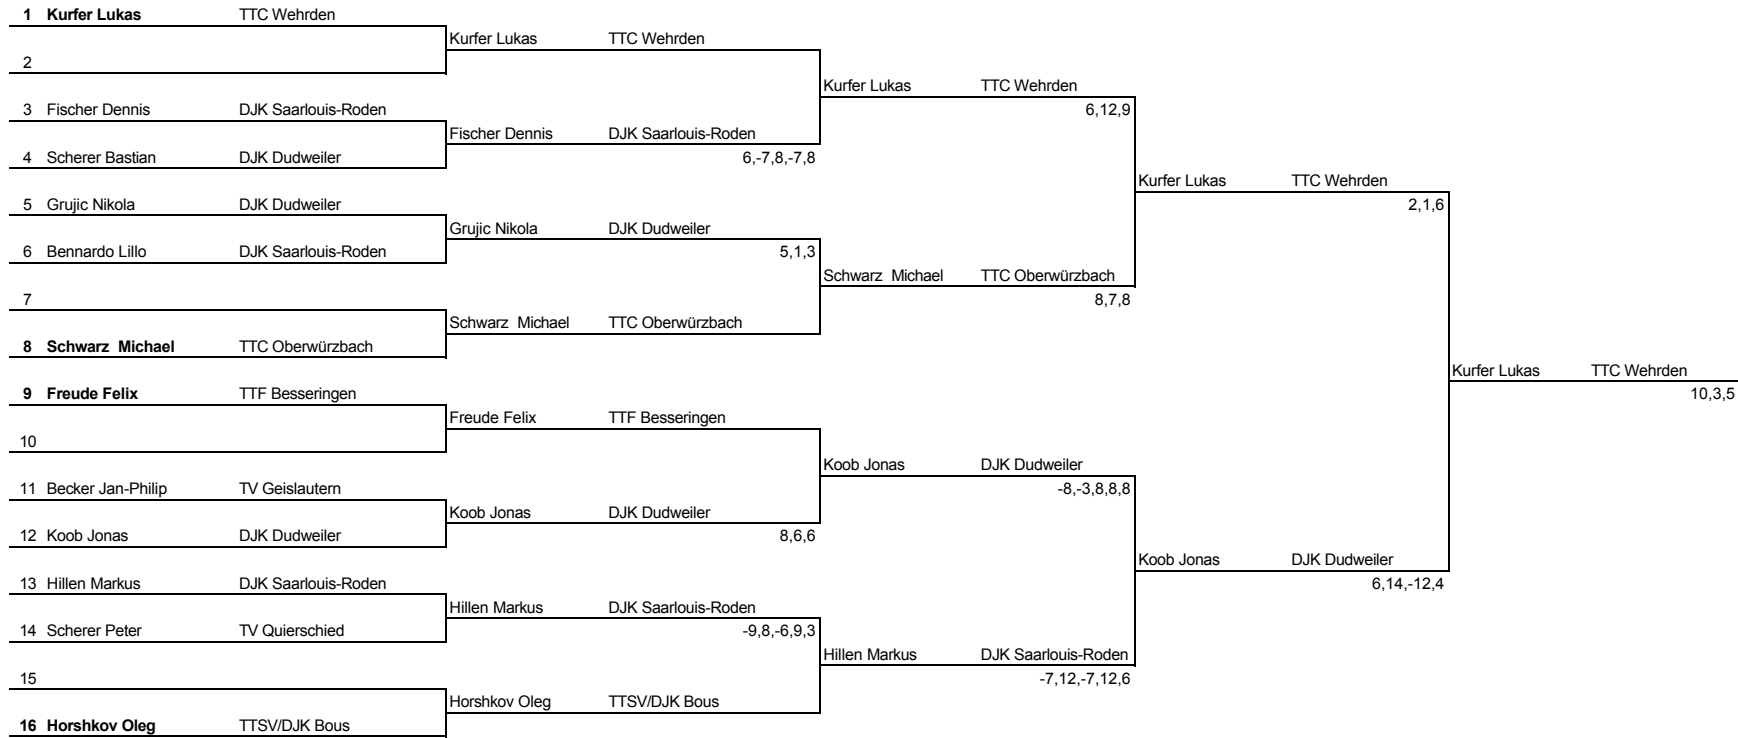 1 Kurfer Lukas TTC Wehrden
Kurfer Lukas TTC Wehrden
2
Kurfer Lukas TTC Wehrden
3 Fischer Dennis DJK Saarlouis-Roden 6,12,9
Fischer Dennis DJK Saarlouis-Roden
4 Scherer Bastian DJK Dudweiler 6,-7,8,-7,8
Kurfer Lukas TTC Wehrden
5 Grujic Nikola DJK Dudweiler 2,1,6
Grujic Nikola DJK Dudweiler
6 Bennardo Lillo DJK Saarlouis-Roden 5,1,3
Schwarz  Michael TTC Oberwürzbach
7 8,7,8
Schwarz  Michael TTC Oberwürzbach
8 Schwarz  Michael TTC Oberwürzbach
Kurfer Lukas TTC Wehrden
9 Freude Felix TTF Besseringen 10,3,5
Freude Felix TTF Besseringen
10
Koob Jonas DJK Dudweiler
11 Becker Jan-Philip TV Geislautern -8,-3,8,8,8
Koob Jonas DJK Dudweiler
12 Koob Jonas DJK Dudweiler 8,6,6
Koob Jonas DJK Dudweiler
13 Hillen Markus DJK Saarlouis-Roden 6,14,-12,4
Hillen Markus DJK Saarlouis-Roden
14 Scherer Peter TV Quierschied -9,8,-6,9,3
Hillen Markus DJK Saarlouis-Roden
15 -7,12,-7,12,6
Horshkov Oleg TTSV/DJK Bous
16 Horshkov Oleg TTSV/DJK Bous